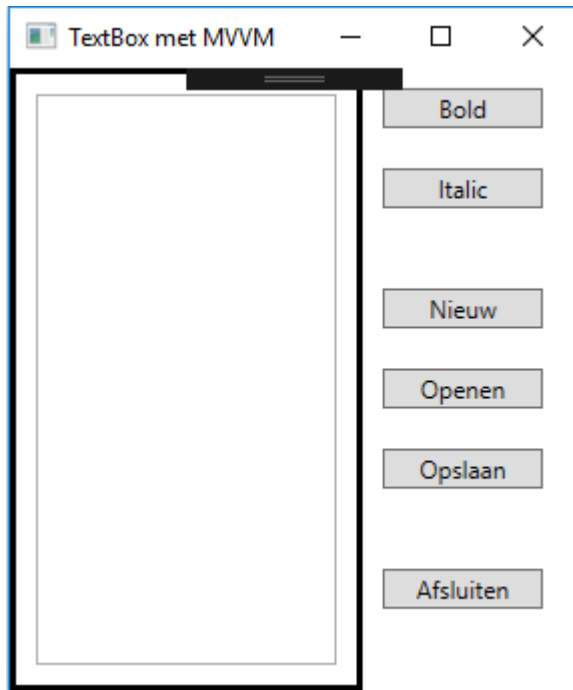 TextBox met MVVM
Bold
Italic
Nieuw
Openen
Opslaan
Afsluiten